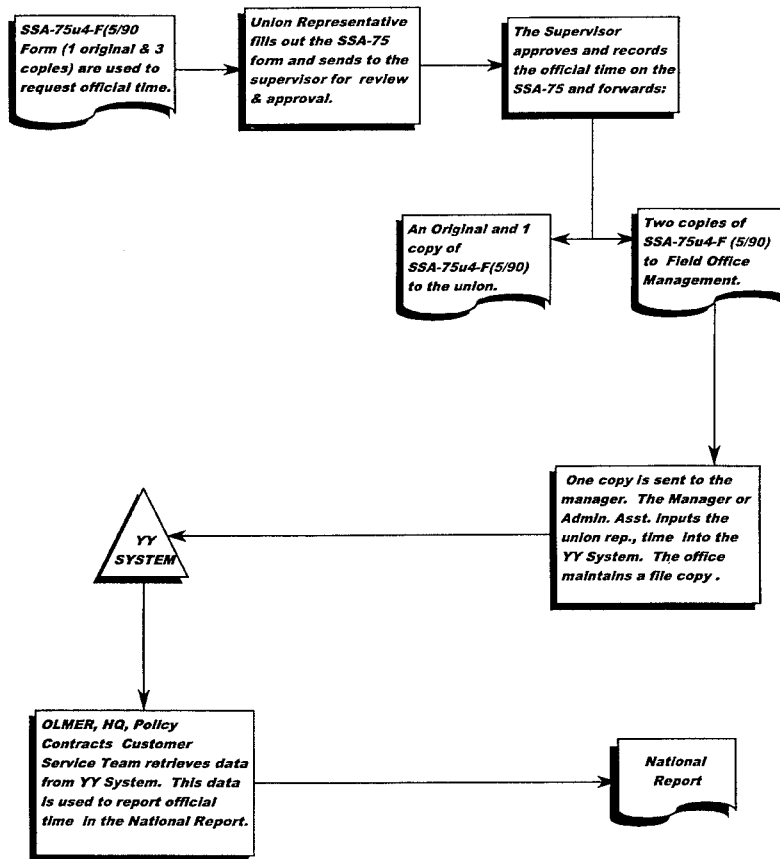 SSA-75u4-F(5/90
Form (1 original & 3
copies) are used to
request official time.
Union Representative
fills out the SSA-75
form and sends to the
supervisor for review
& approval.
The Supervisor
approves and records
the official time on the
SSA-75 and forwards:
An Original and 1
copy of
SSA-75u4-F(5/90)
to the union.
Two copies of
SSA-75u4-F (5/90)
to Field Office
Management.
One copy is sent to the
manager. The Manager or
Admin. Asst. inputs the
union rep., time into the
YY System. The office
maintains a file copy .
YY
SYSTEM
OLMER, HQ, Policy
Contracts Customer
Service Team retrieves data
from YY System. This data
is used to report official
time in the National Report.
National
Report